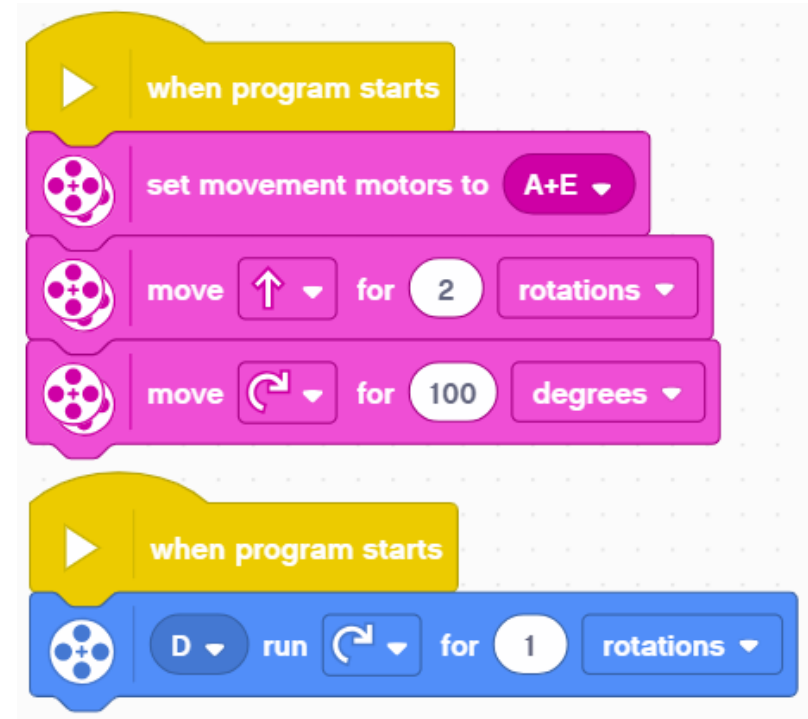 when program starts
set movement motors to A+E
move for 2 rotations
move for 100 degrees
when program starts
D run for 1 rotations